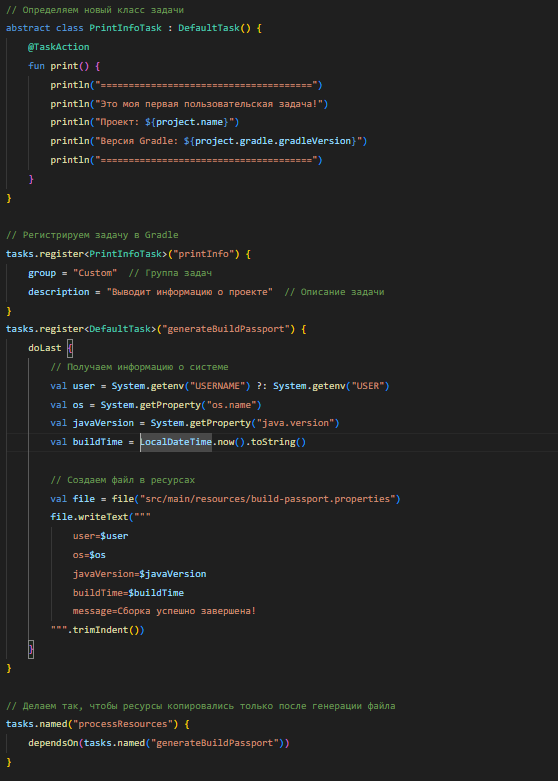 // Определяем новый класс задачи
abstract class PrintInfoTask : DefaultTask() {
    @TaskAction
    fun print() {
        println("======================================")
        println("Это моя первая пользовательская задача!")
        println("Проект: ${project.name}")
        println("Версия Gradle: ${project.gradle.gradleVersion}")
        println("======================================")
    }
}
// Регистрируем задачу в Gradle
tasks.register<PrintInfoTask>("printInfo") {
    group = "Custom"  // Группа задач
    description = "Выводит информацию о проекте"  // Описание задачи
}
tasks.register<DefaultTask>("generateBuildPassport") {
    doLast {
        // Получаем информацию о системе
        val user = System.getenv("USERNAME") ?: System.getenv("USER")
        val os = System.getProperty("os.name")
        val javaVersion = System.getProperty("java.version")
        val buildTime = LocalDateTime.now().toString()
        // Создаем файл в ресурсах
        val file = file("src/main/resources/build-passport.properties")
        file.writeText("""
            user=$user
            os=$os
            javaVersion=$javaVersion
            buildTime=$buildTime
            message=Сборка успешно завершена!
        """.trimIndent())
    }
}
// Делаем так, чтобы ресурсы копировались только после генерации файла
tasks.named("processResources") {
    dependsOn(tasks.named("generateBuildPassport"))
}